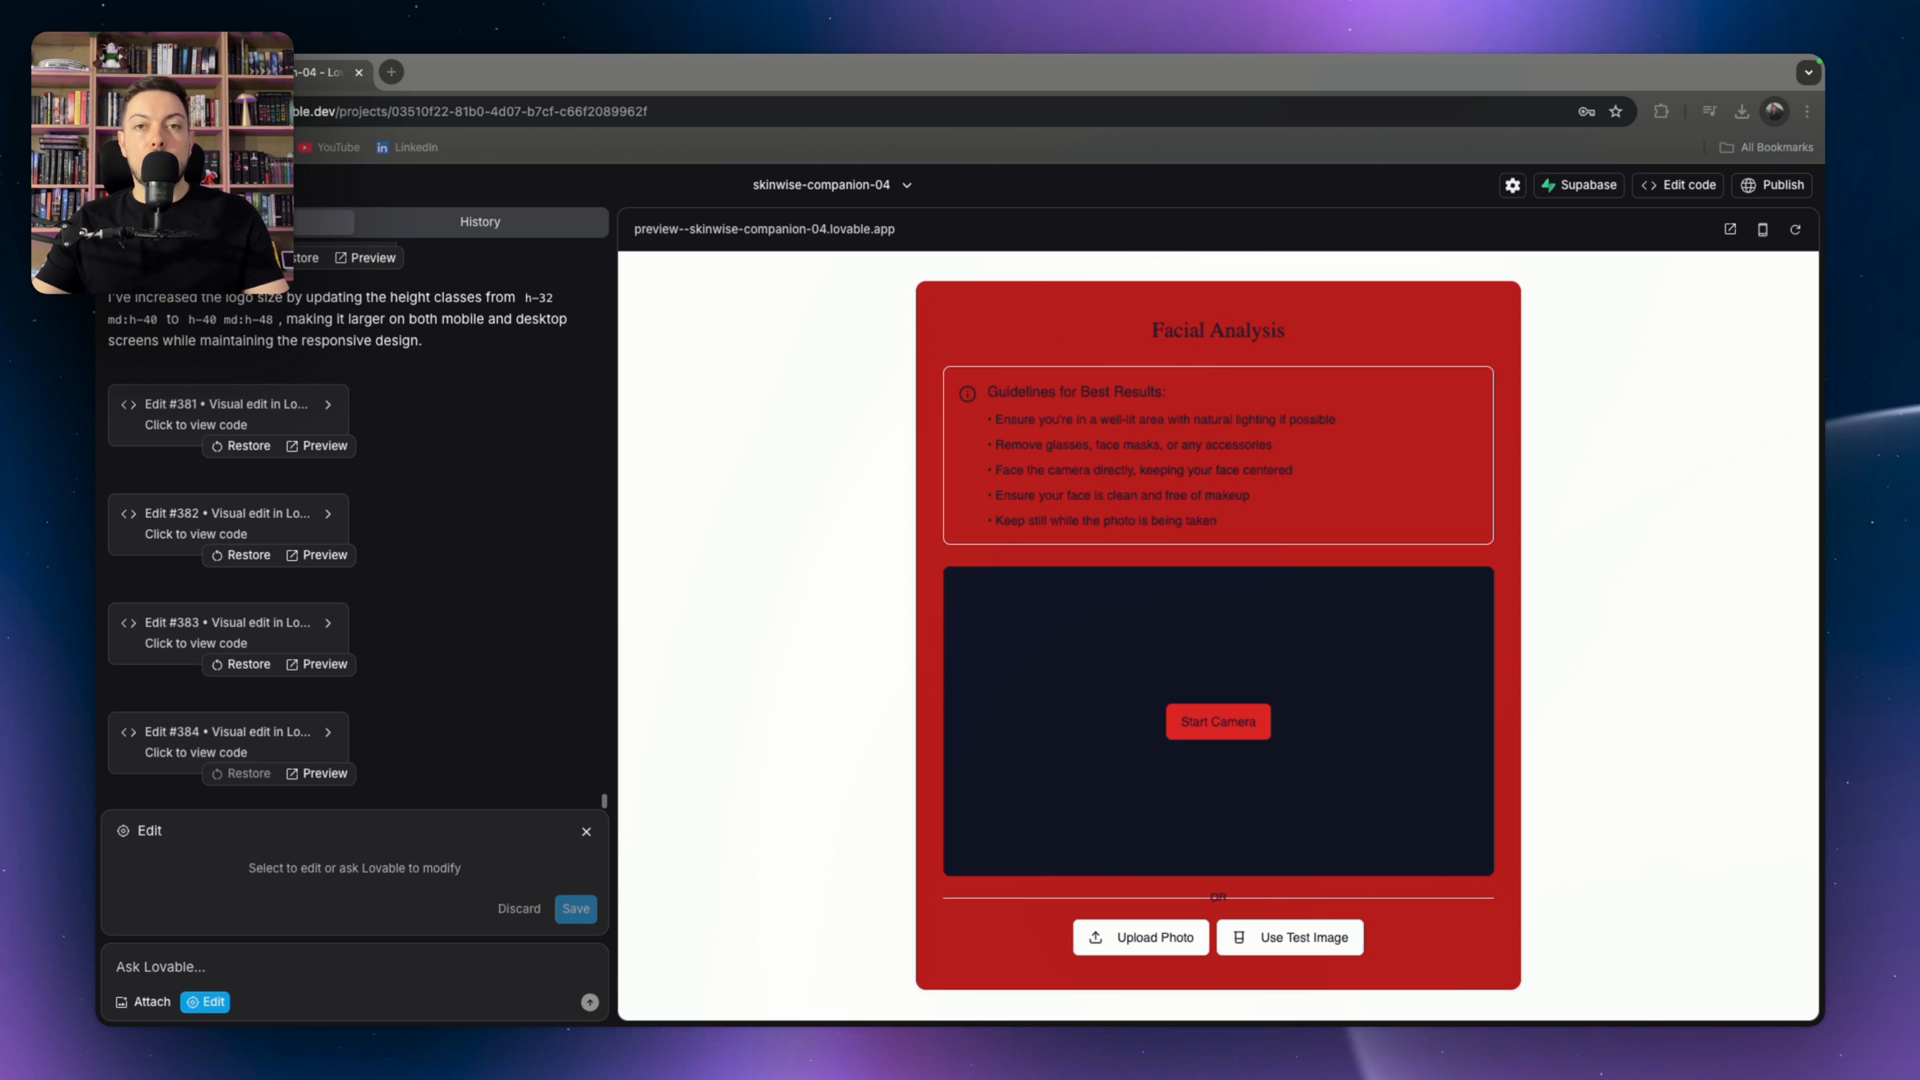 -04 - Lo
ble.dev/projects/03510f22-81b0-4d07-b7cf-c66f2089962f
YouTube
LinkedIn
All Bookmarks
skinwise-companion-04
Supabase
Edit code
Publish
History
preview--skinwise-companion-04.lovable.app
store
Preview
I've increased the logo size by updating the height classes from h-32
md:h-40 to h-40 md:h-48 , making it larger on both mobile and desktop
screens while maintaining the responsive design.
Edit #381 • Visual edit in Lo...
Click to view code
Restore
Preview
Edit #382 • Visual edit in Lo...
Click to view code
Restore
Preview
Edit #383 • Visual edit in Lo...
Click to view code
Restore
Preview
Edit #384 • Visual edit in Lo...
Click to view code
Restore
Preview
Edit
Select to edit or ask Lovable to modify
Discard
Save
Ask Lovable...
Attach
Edit
Facial Analysis
Guidelines for Best Results:
• Ensure you're in a well-lit area with natural lighting if possible
• Remove glasses, face masks, or any accessories
• Face the camera directly, keeping your face centered
• Ensure your face is clean and free of makeup
• Keep still while the photo is being taken
Start Camera
OR
Upload Photo
Use Test Image